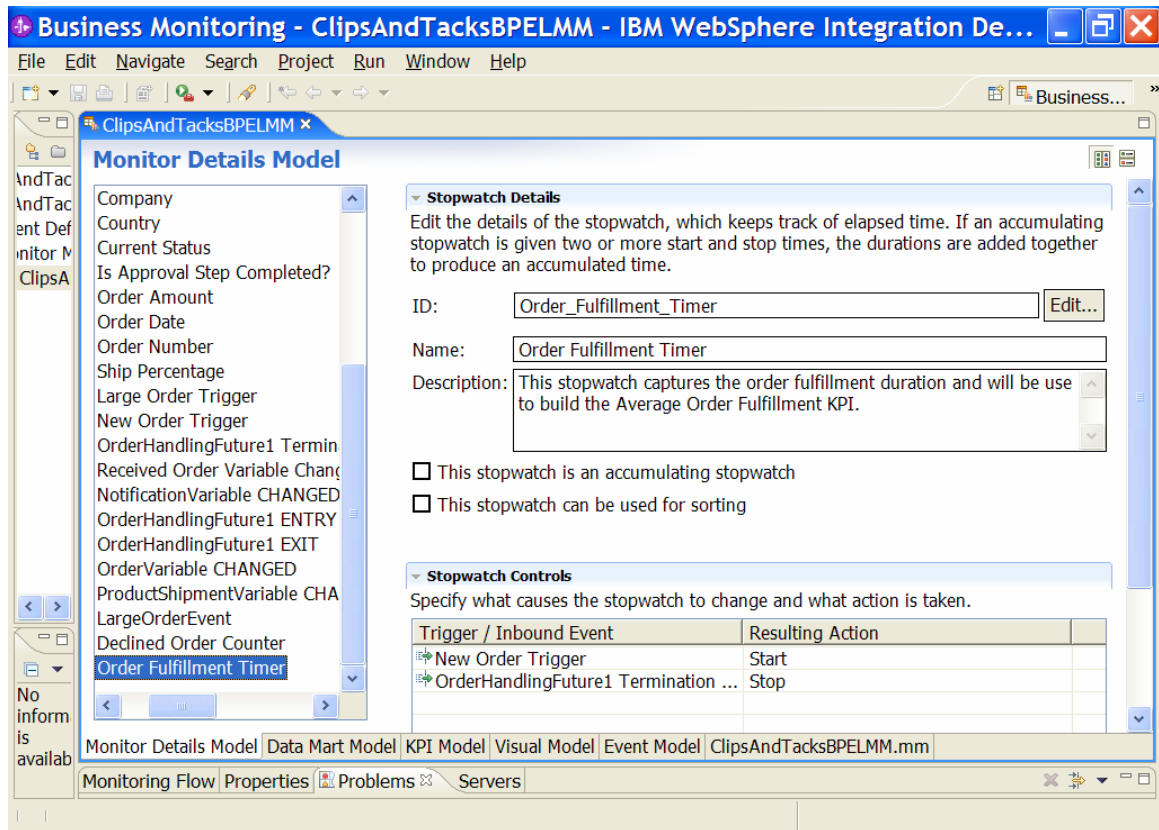 Business Monitoring - ClipsAndTacksBPELMM - IBM WebSphere Integration De...
File Edit Navigate Search Project Run Window Help
Business...
»
ClipsAndTacksBPELMM
AndTac
AndTac
ent Def
onitor M
ClipsA
Monitor Details Model
Company
Country
Current Status
Is Approval Step Completed?
Order Amount
Order Date
Order Number
Ship Percentage
Large Order Trigger
New Order Trigger
OrderHandlingFuture1 Termin
Received Order Variable Chang
NotificationVariable CHANGED
OrderHandlingFuture1 ENTRY
OrderHandlingFuture1 EXIT
OrderVariable CHANGED
ProductShipmentVariable CHA
LargeOrderEvent
Declined Order Counter
Order Fulfillment Timer
Stopwatch Details
Edit the details of the stopwatch, which keeps track of elapsed time. If an accumulating
stopwatch is given two or more start and stop times, the durations are added together
to produce an accumulated time.
ID: Order_Fulfillment_Timer Edit...
Name: Order Fulfillment Timer
Description: This stopwatch captures the order fulfillment duration and will be use
to build the Average Order Fulfillment KPI.
This stopwatch is an accumulating stopwatch
This stopwatch can be used for sorting
Stopwatch Controls
Specify what causes the stopwatch to change and what action is taken.
Trigger / Inbound Event Resulting Action
New Order Trigger Start
OrderHandlingFuture1 Termination ... Stop
No
inform
is
availab
Monitor Details Model Data Mart Model KPI Model Visual Model Event Model ClipsAndTacksBPELMM.mm
Monitoring Flow Properties Problems Servers